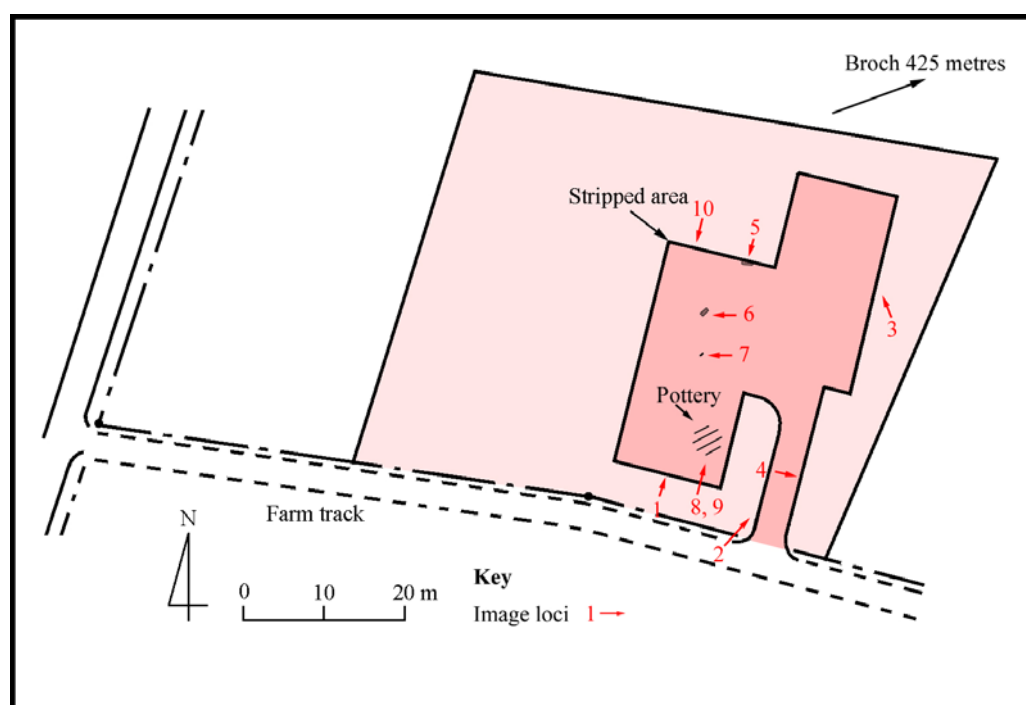 Broch 425 metres
Stripped area
10
5
6
3
7
Pottery
4
1
8, 9
2
Farm track
N
0 10 20 m
Key
Image loci 1